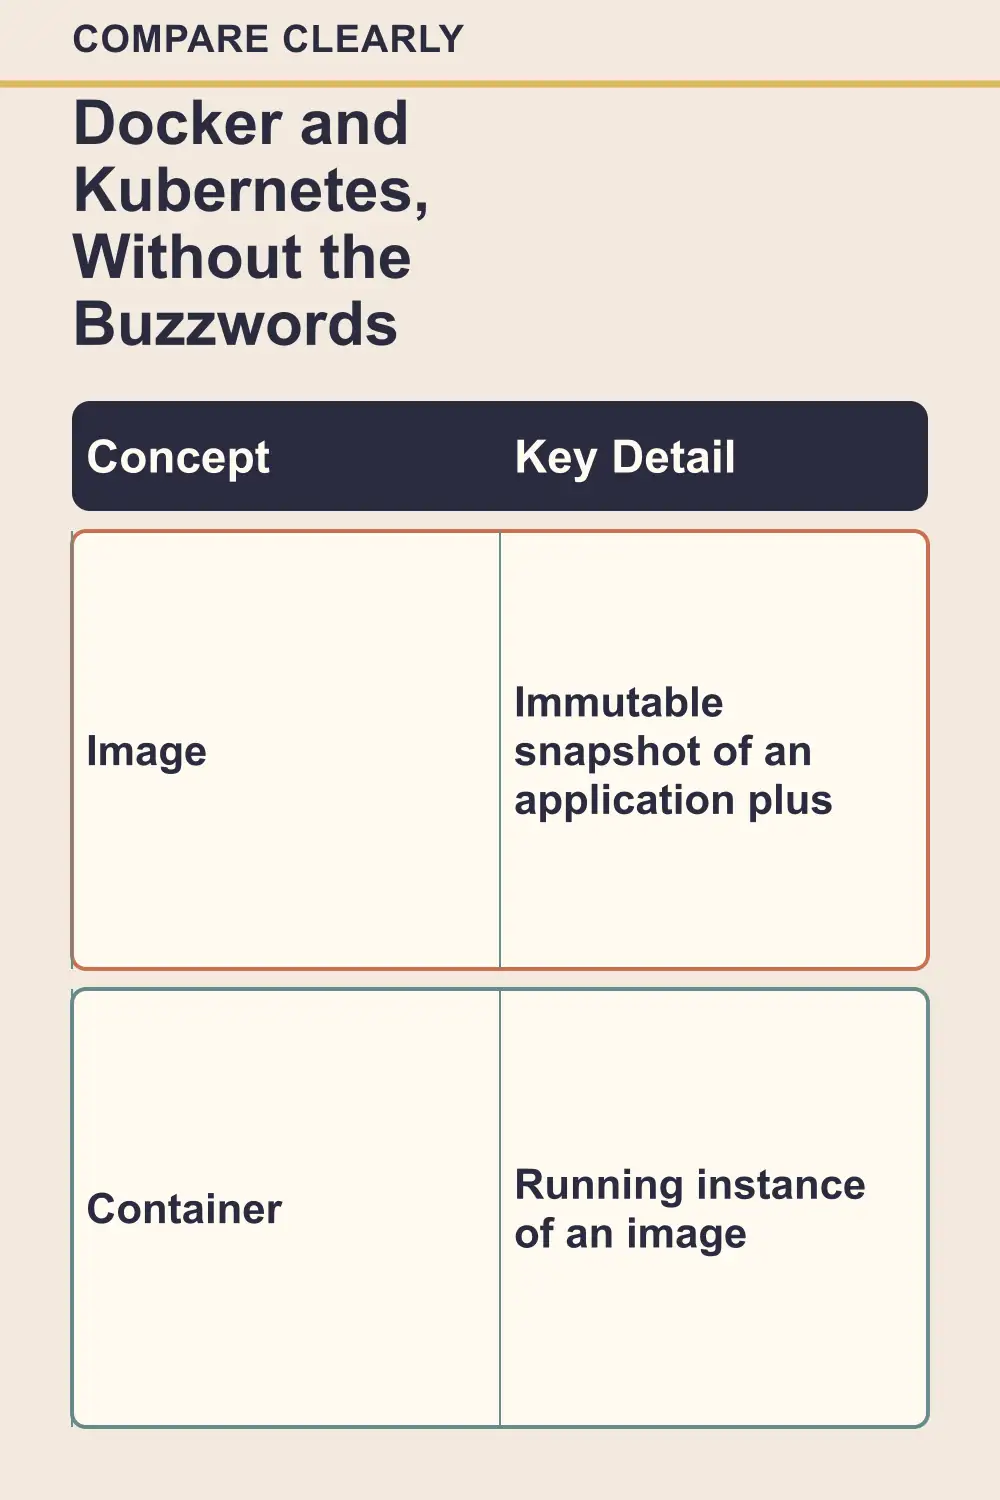 COMPARE CLEARLY
Docker and
Kubernetes,
Without the
Buzzwords
Concept
Key Detail
Image
Immutable
snapshot of an
application plus
Container
Running instance
of an image